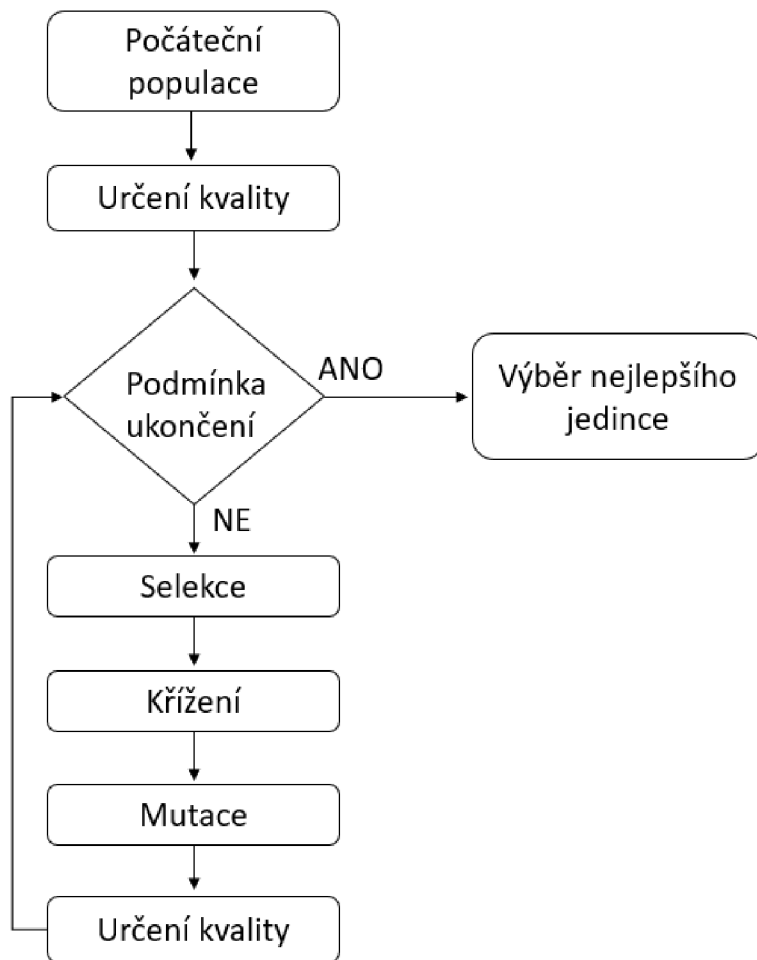 Počáteční
populace
Určení kvality
Podmínka
ukončení
ANO
Výběr nejlepšího
jedince
NE
Selekce
Křížení
Mutace
Určení kvality